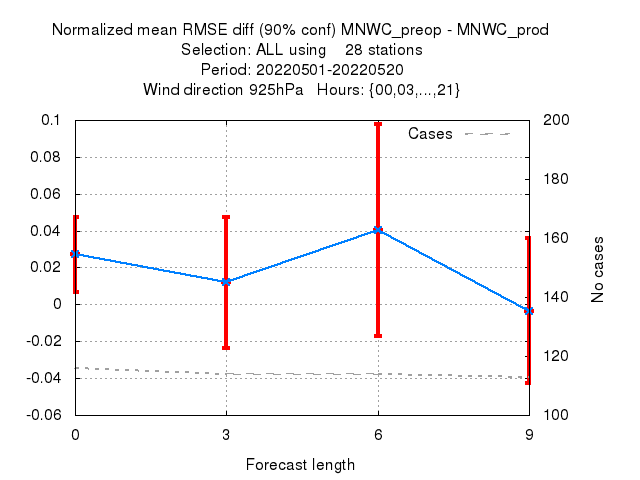 Normalized mean RMSE diff (90% conf) MNWC_preop - MNWC_prod
Selection: ALL using    28 stations
Period: 20220501-20220520
Wind direction 925hPa   Hours: {00,03,...,21}
0.1
0.08
0.06
0.04
0.02
0
-0.02
-0.04
-0.06
200
180
160
140
120
100
Cases
No cases
0 3 6 9
Forecast length